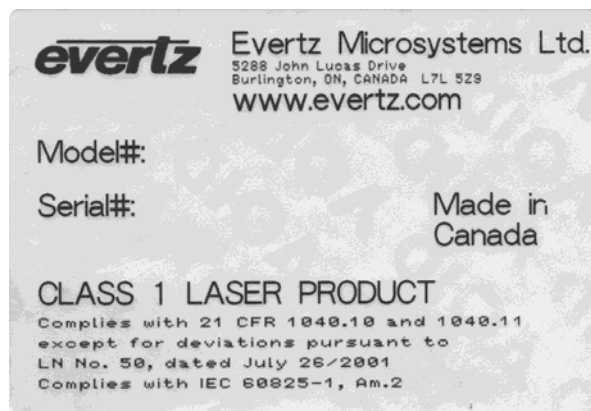 evertz
Evertz Microsystems Ltd.
5288 John Lucas Drive
Burlington, ON, CANADA L7L 5Z9
www.evertz.com
Model#:
Serial#:
Made in
Canada
CLASS 1 LASER PRODUCT
Complies with 21 CFR 1040.10 and 1040.11
except for deviations pursuant to
LN No. 50, dated July 26/2001
Complies with IEC 60825-1, Am.2